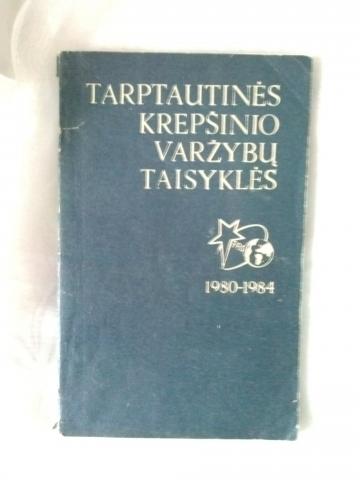 TARPTAUTINĖS
KREPŠINIO
VARŽYBŲ
TAISYKLĖS
1980-1984